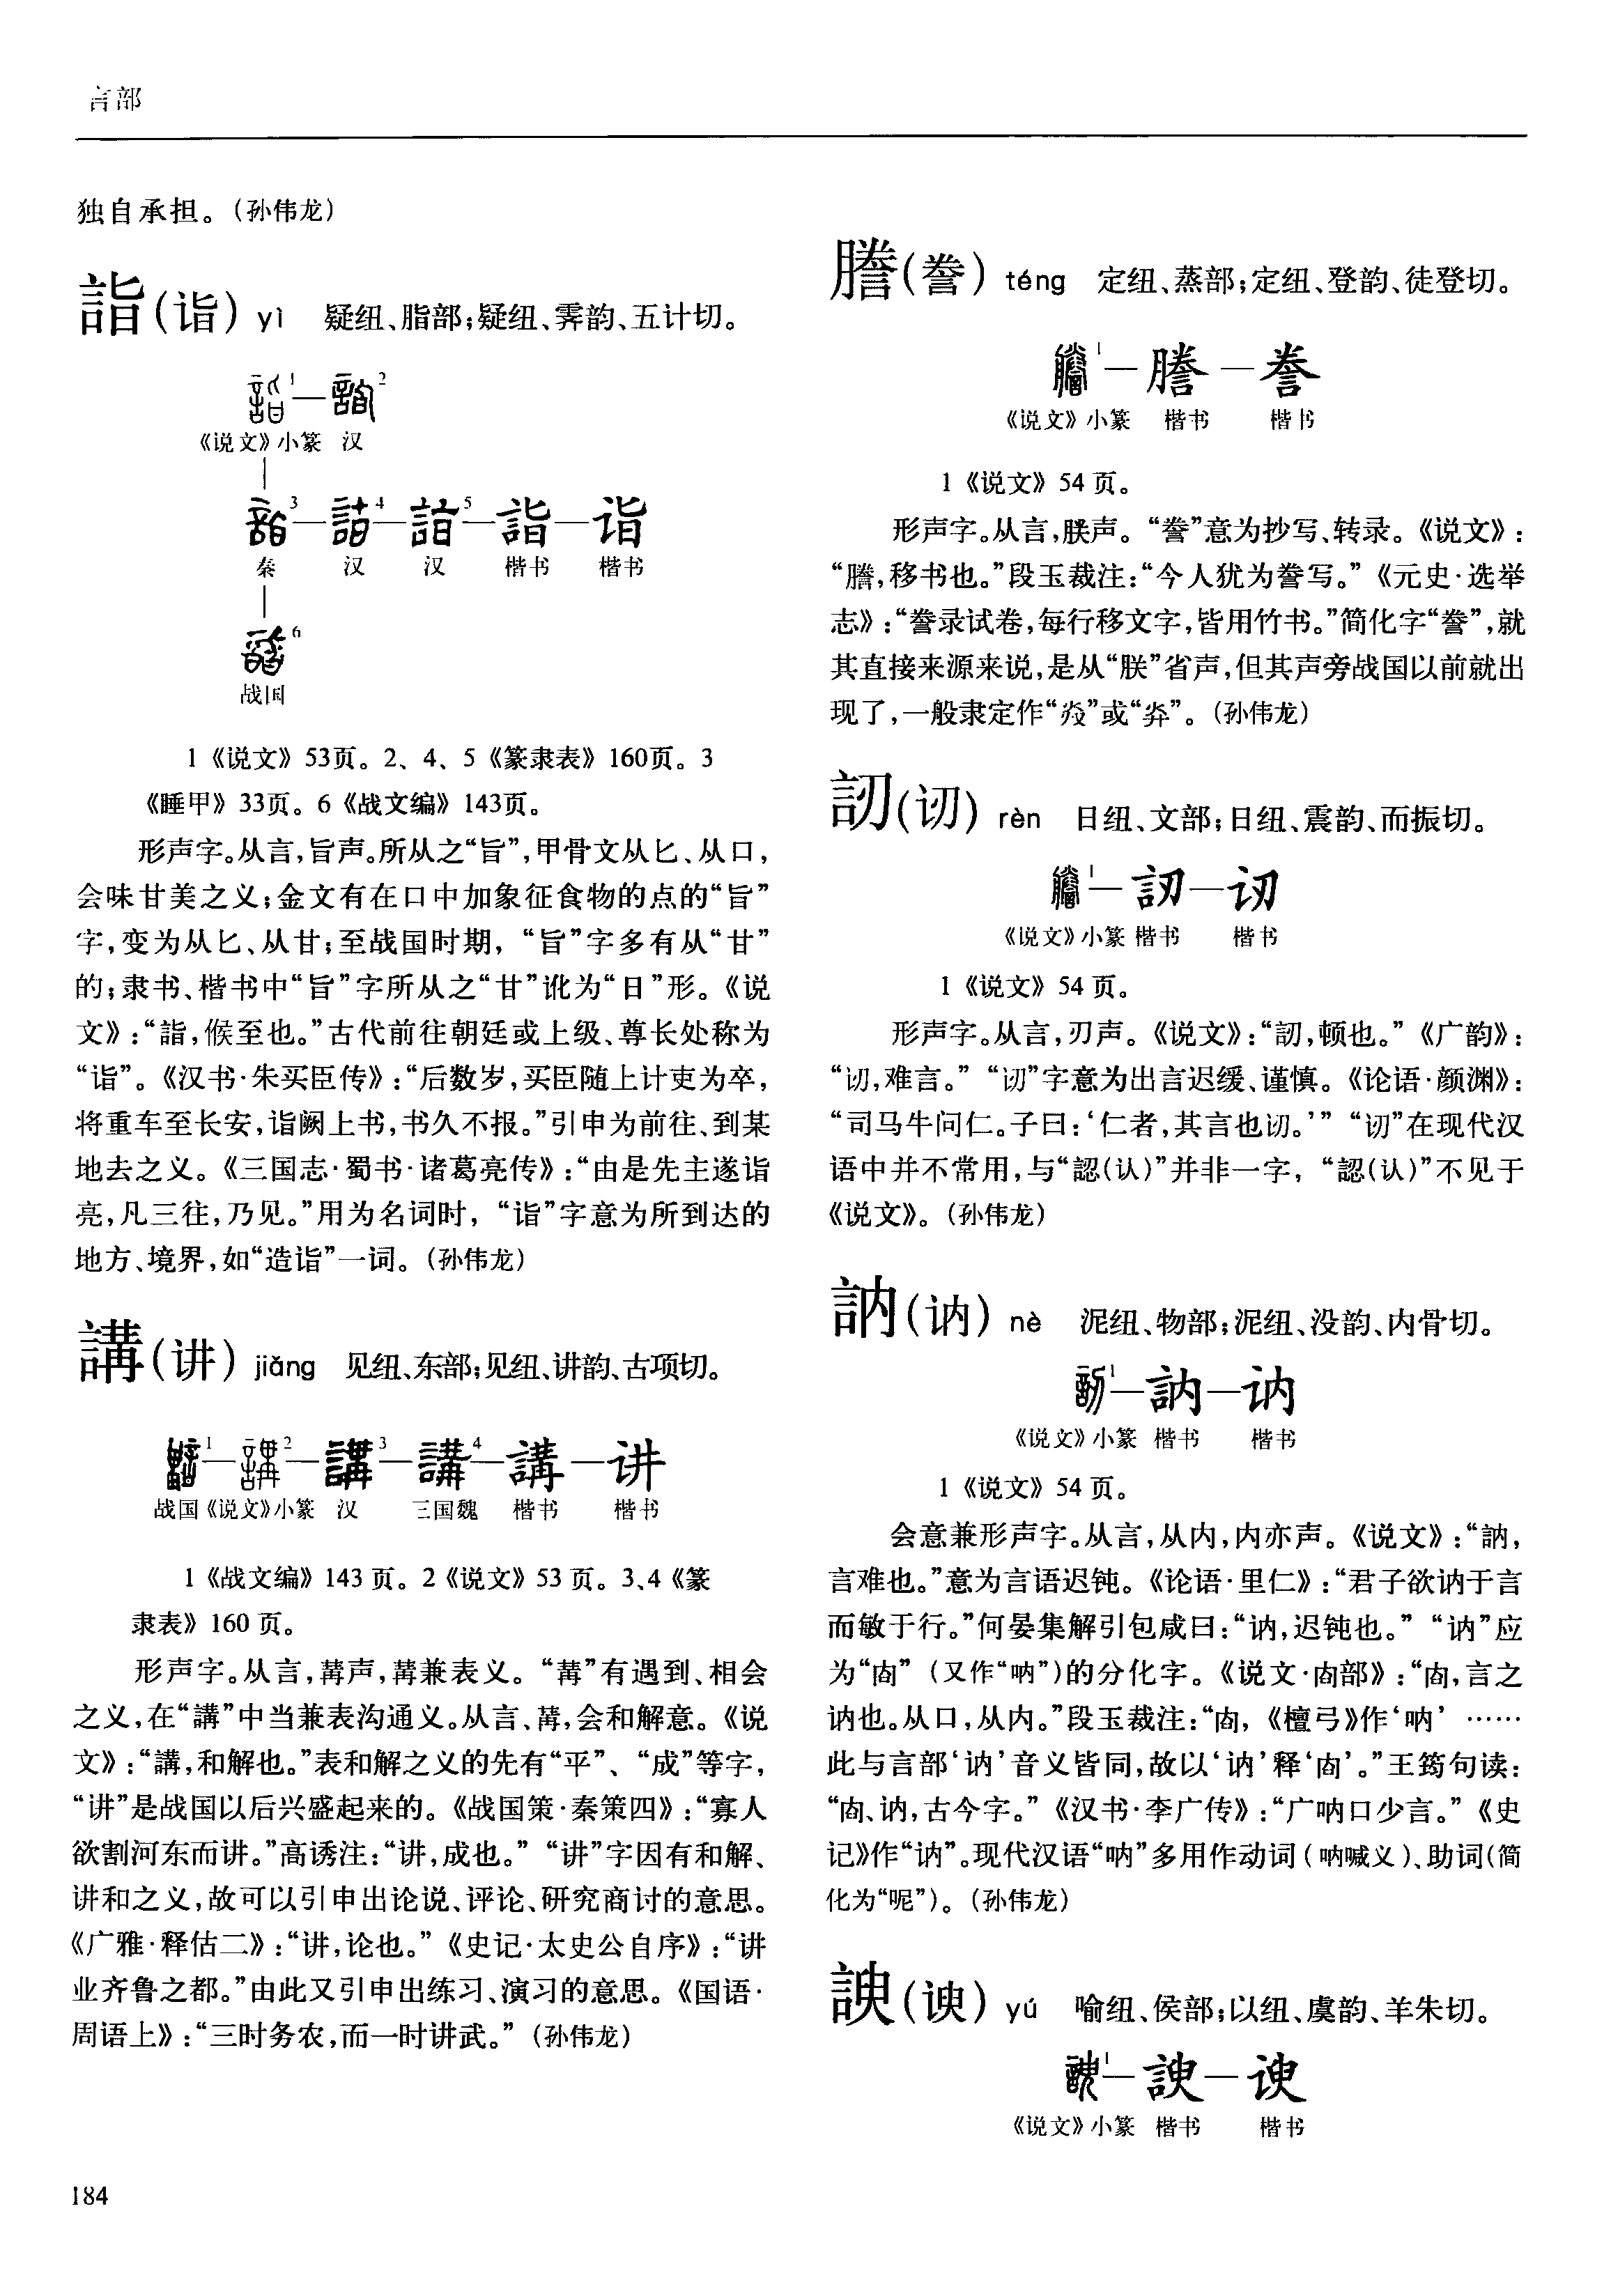 言部
独自承担。(孙伟龙)
詣(诣) yì 疑纽、脂部;疑纽、霁韵、五计切。
1 — 2
《说文》小篆 汉
3 — 4 — 5 — 詣 — 诣
秦 汉 汉 楷书 楷书
6
战国
1《说文》53页。2、4、5《篆隶表》160页。3
《睡甲》33页。6《战文编》143页。
形声字。从言,旨声。所从之“旨”,甲骨文从匕、从口,
会味甘美之义;金文有在口中加象征食物的点的“旨”
字,变为从匕、从甘;至战国时期,“旨”字多有从“甘”
的;隶书、楷书中“旨”字所从之“甘”讹为“日”形。《说
文》:“詣,候至也。”古代前往朝廷或上级、尊长处称为
“诣”。《汉书·朱买臣传》:“后数岁,买臣随上计吏为卒,
将重车至长安,诣阙上书,书久不报。”引申为前往、到某
地去之义。《三国志·蜀书·诸葛亮传》:“由是先主遂诣
亮,凡三往,乃见。”用为名词时,“诣”字意为所到达的
地方、境界,如“造诣”一词。(孙伟龙)
講(讲) jiǎng 见纽、东部;见纽、讲韵、古项切。
1 — 2 — 講3 — 講4 — 講 — 讲
战国 《说文》小篆 汉 三国魏 楷书 楷书
1《战文编》143页。2《说文》53页。3、4《篆
隶表》160页。
形声字。从言,冓声,冓兼表义。“冓”有遇到、相会
之义,在“講”中当兼表沟通义。从言、冓,会和解意。《说
文》:“講,和解也。”表和解之义的先有“平”、“成”等字,
“讲”是战国以后兴盛起来的。《战国策·秦策四》:“寡人
欲割河东而讲。”高诱注:“讲,成也。”“讲”字因有和解、
讲和之义,故可以引申出论说、评论、研究商讨的意思。
《广雅·释估二》:“讲,论也。”《史记·太史公自序》:“讲
业齐鲁之都。”由此又引申出练习、演习的意思。《国语·
周语上》:“三时务农,而一时讲武。”(孙伟龙)
謄(誊) téng 定纽、蒸部;定纽、登韵、徒登切。
1 — 謄 — 誊
《说文》小篆 楷书 楷书
1《说文》54页。
形声字。从言,朕声。“誊”意为抄写、转录。《说文》:
“謄,移书也。”段玉裁注:“今人犹为誊写。”《元史·选举
志》:“誊录试卷,每行移文字,皆用竹书。”简化字“誊”,就
其直接来源来说,是从“朕”省声,但其声旁战国以前就出
现了,一般隶定作“灷”或“弅”。(孙伟龙)
訒(讱) rèn 日纽、文部;日纽、震韵、而振切。
1 — 訒 — 讱
《说文》小篆 楷书 楷书
1《说文》54页。
形声字。从言,刃声。《说文》:“訒,顿也。”《广韵》:
“讱,难言。”“讱”字意为出言迟缓、谨慎。《论语·颜渊》:
“司马牛问仁。子曰:‘仁者,其言也讱。’”“讱”在现代汉
语中并不常用,与“認(认)”并非一字,“認(认)”不见于
《说文》。(孙伟龙)
訥(讷) nè 泥纽、物部;泥纽、没韵、内骨切。
1 — 訥 — 讷
《说文》小篆 楷书 楷书
1《说文》54页。
会意兼形声字。从言,从内,内亦声。《说文》:“訥,
言难也。”意为言语迟钝。《论语·里仁》:“君子欲讷于言
而敏于行。”何晏集解引包咸曰:“讷,迟钝也。”“讷”应
为“㕯”(又作“呐”)的分化字。《说文·㕯部》:“㕯,言之
讷也。从口,从内。”段玉裁注:“㕯,《檀弓》作‘呐’……
此与言部‘讷’音义皆同,故以‘讷’释‘㕯’。”王筠句读:
“㕯、讷,古今字。”《汉书·李广传》:“广呐口少言。”《史
记》作“讷”。现代汉语“呐”多用作动词(呐喊义)、助词(简
化为“呢”)。(孙伟龙)
諛(谀) yú 喻纽、侯部;以纽、虞韵、羊朱切。
1 — 諛 — 谀
《说文》小篆 楷书 楷书
184